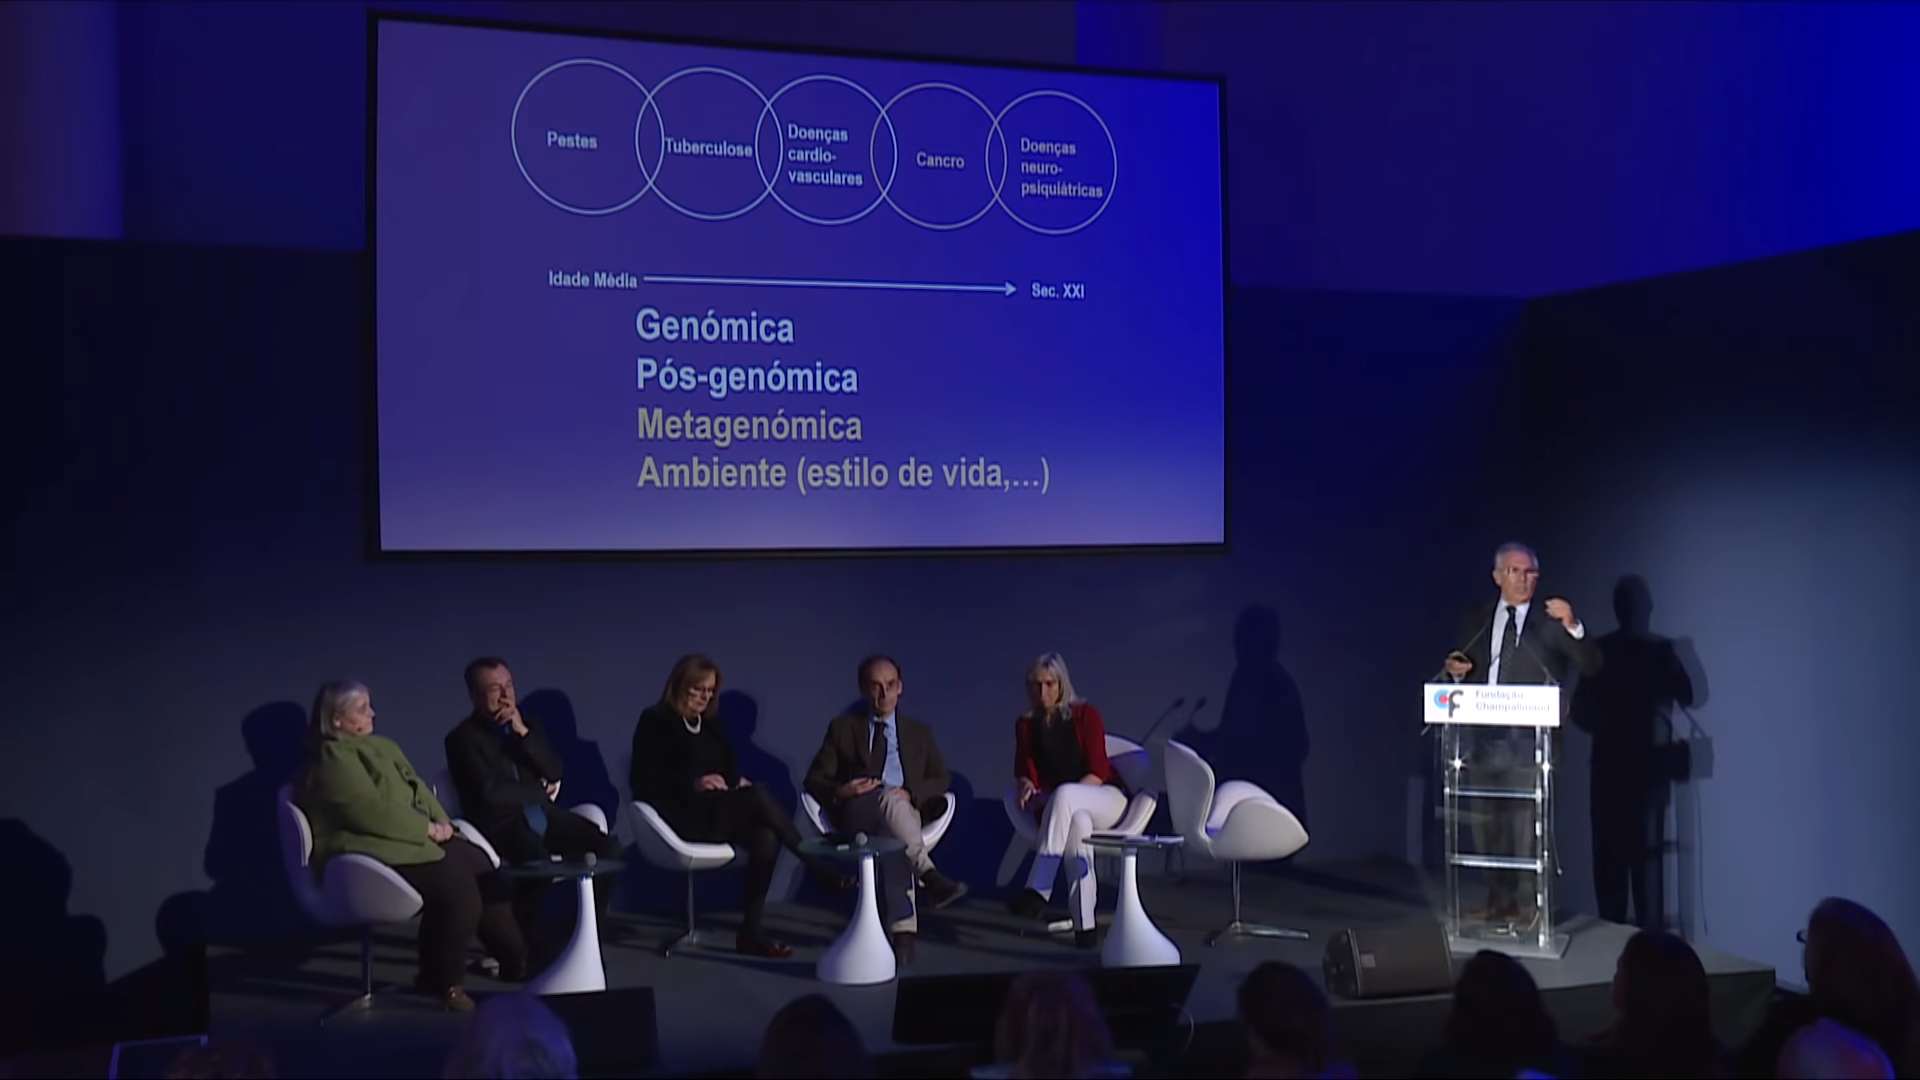 Pestes
Tuberculose
Doenças
cardio-
vasculares
Cancro
Doenças
neuro-
psiquiátricas
Idade Média
Sec. XXI
Genómica
Pós-genómica
Metagenómica
Ambiente (estilo de vida,...)
CF
Fundação
Champalimaud